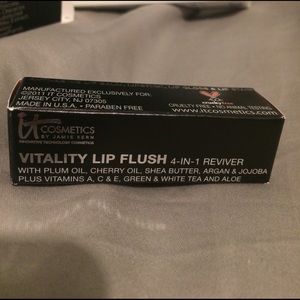 MANUFACTURED EXCLUSIVELY FOR:
©2011 IT COSMETICS
JERSEY CITY, NJ 07305
MADE IN U.S.A. • PARABEN FREE
crueltyfree
CRUELTY FREE • NO ANIMAL TESTING
www.itcosmetics.com
it
COSMETICS
BY JAMIE KERN
INNOVATIVE TECHNOLOGY COSMETICS
VITALITY LIP FLUSH 4-IN-1 REVIVER
WITH PLUM OIL, CHERRY OIL, SHEA BUTTER, ARGAN & JOJOBA
PLUS VITAMINS A, C & E, GREEN & WHITE TEA AND ALOE